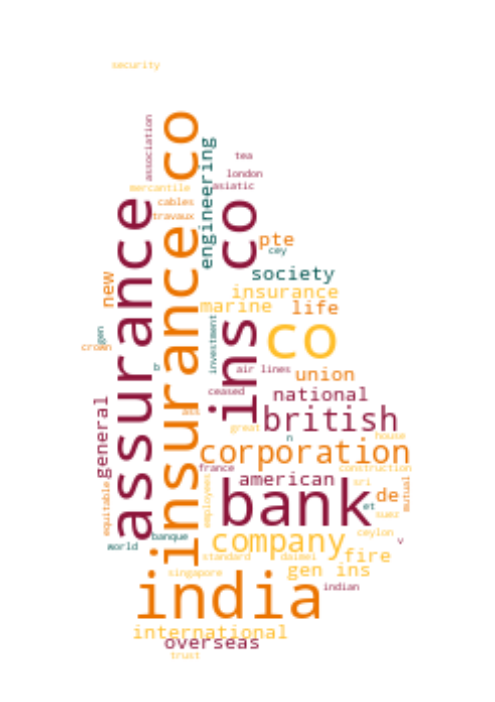 security
association
insurance co
engineering
tea
london
mercantile
asiatic
cables
assurance
ins co
travaux
pte
cey
society
new
insurance
marine
life
co
investment
gen
crown
b
air lines
union
ceased
national
general
ass
british
great
n
house
corporation
france
construction
employees
american
sri
mutual
equitable
bank
de
et
suez
banque
company
ceylon
v
world
standard
daimei
fire
singapore
gen ins
india
indian
international
overseas
trust